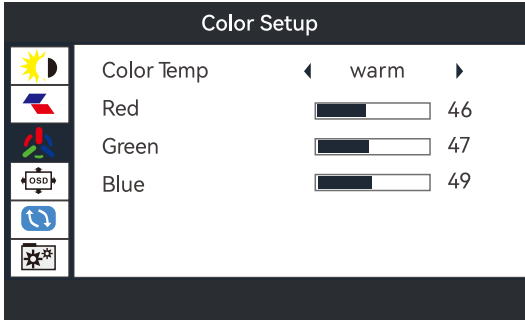 Color Setup
Color Temp warm
Red 46
Green 47
OSD
Blue 49